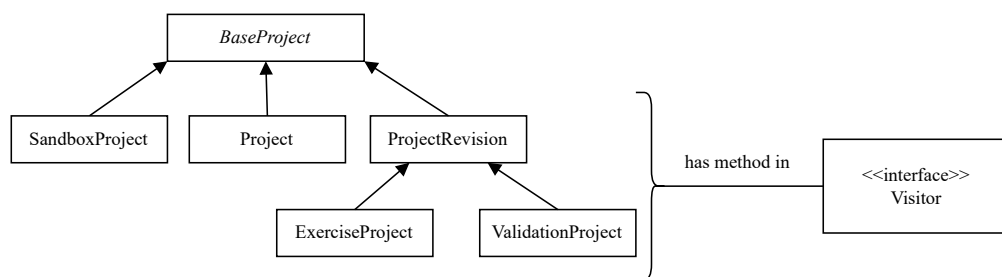 BaseProject
SandboxProject
Project
ProjectRevision
ExerciseProject
ValidationProject
has method in
<<interface>>
Visitor